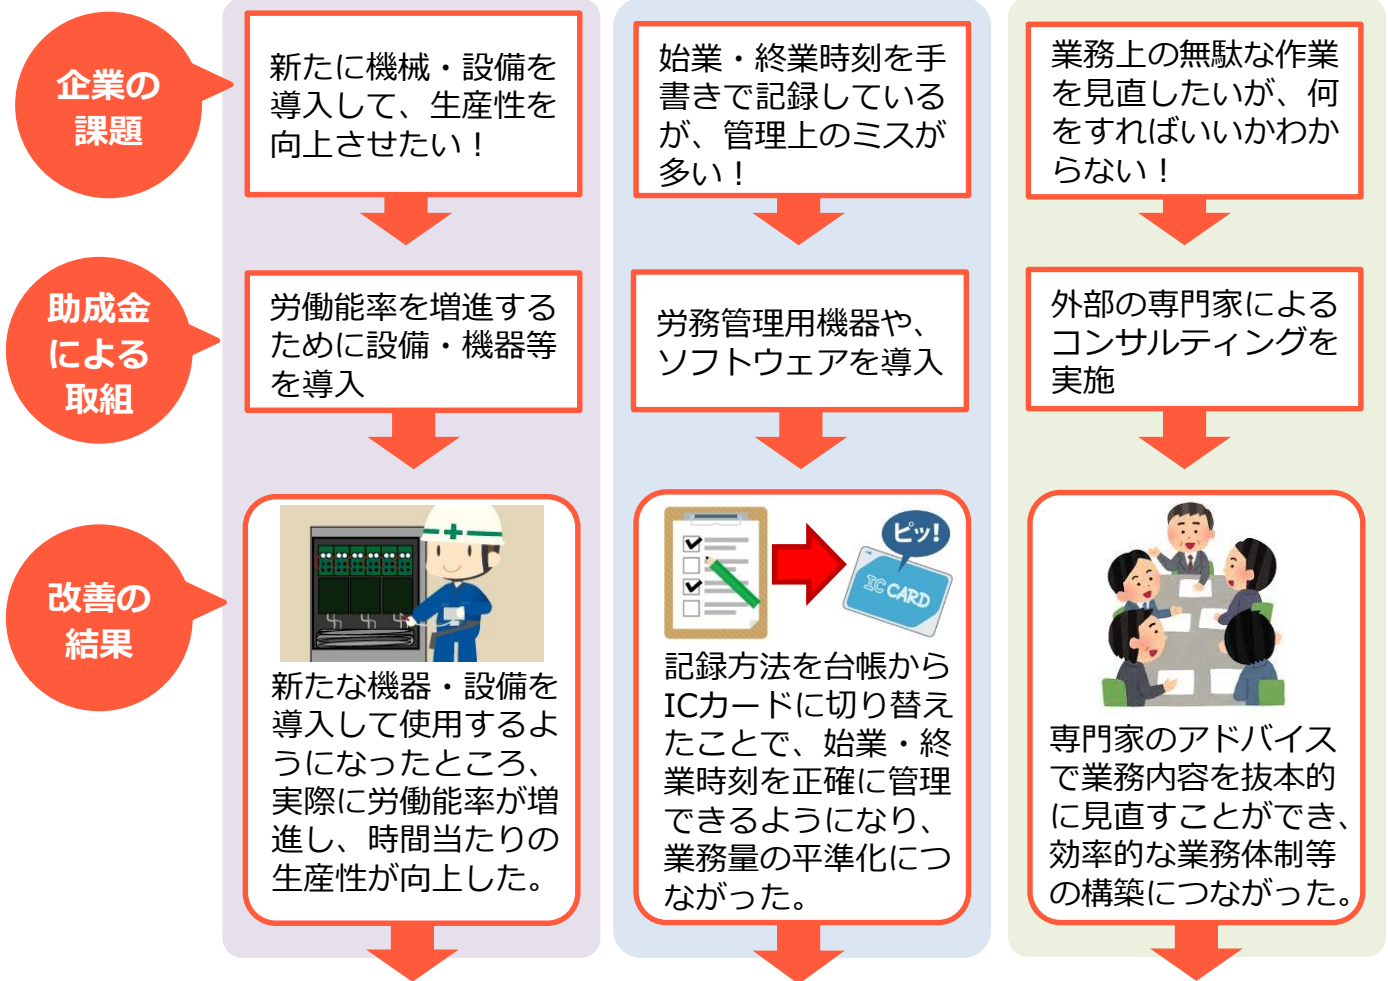 企業の
課題
新たに機械・設備を
導入して、生産性を
向上させたい！
始業・終業時刻を手
書きで記録している
が、管理上のミスが
多い！
業務上の無駄な作業
を見直したいが、何
をすればいいかわか
らない！
助成金
による
取組
労働能率を増進する
ために設備・機器等
を導入
労務管理用機器や、
ソフトウェアを導入
外部の専門家による
コンサルティングを
実施
改善の
結果
新たな機器・設備を
導入して使用するよ
うになったところ、
実際に労働能率が増
進し、時間当たりの
生産性が向上した。
ピッ!
IC CARD
記録方法を台帳から
ICカードに切り替え
たことで、始業・終
業時刻を正確に管理
できるようになり、
業務量の平準化につ
ながった。
専門家のアドバイス
で業務内容を抜本的
に見直すことができ、
効率的な業務体制等
の構築につながった。